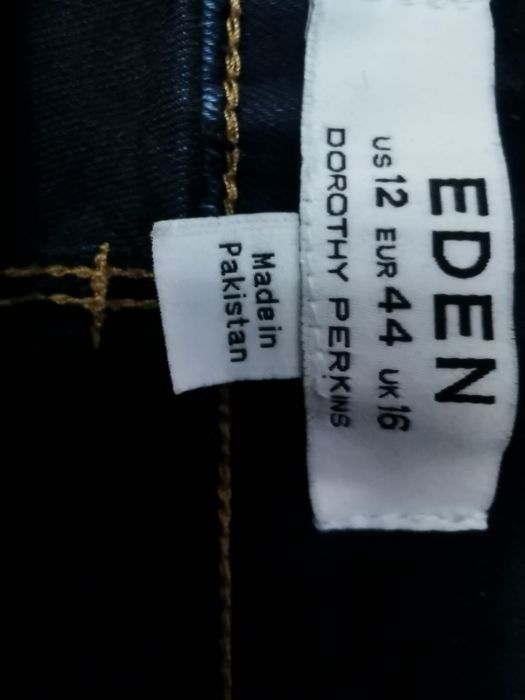 EDEN
US 12 EUR 44 UK 16
DOROTHY PERKINS
Made in
Pakistan